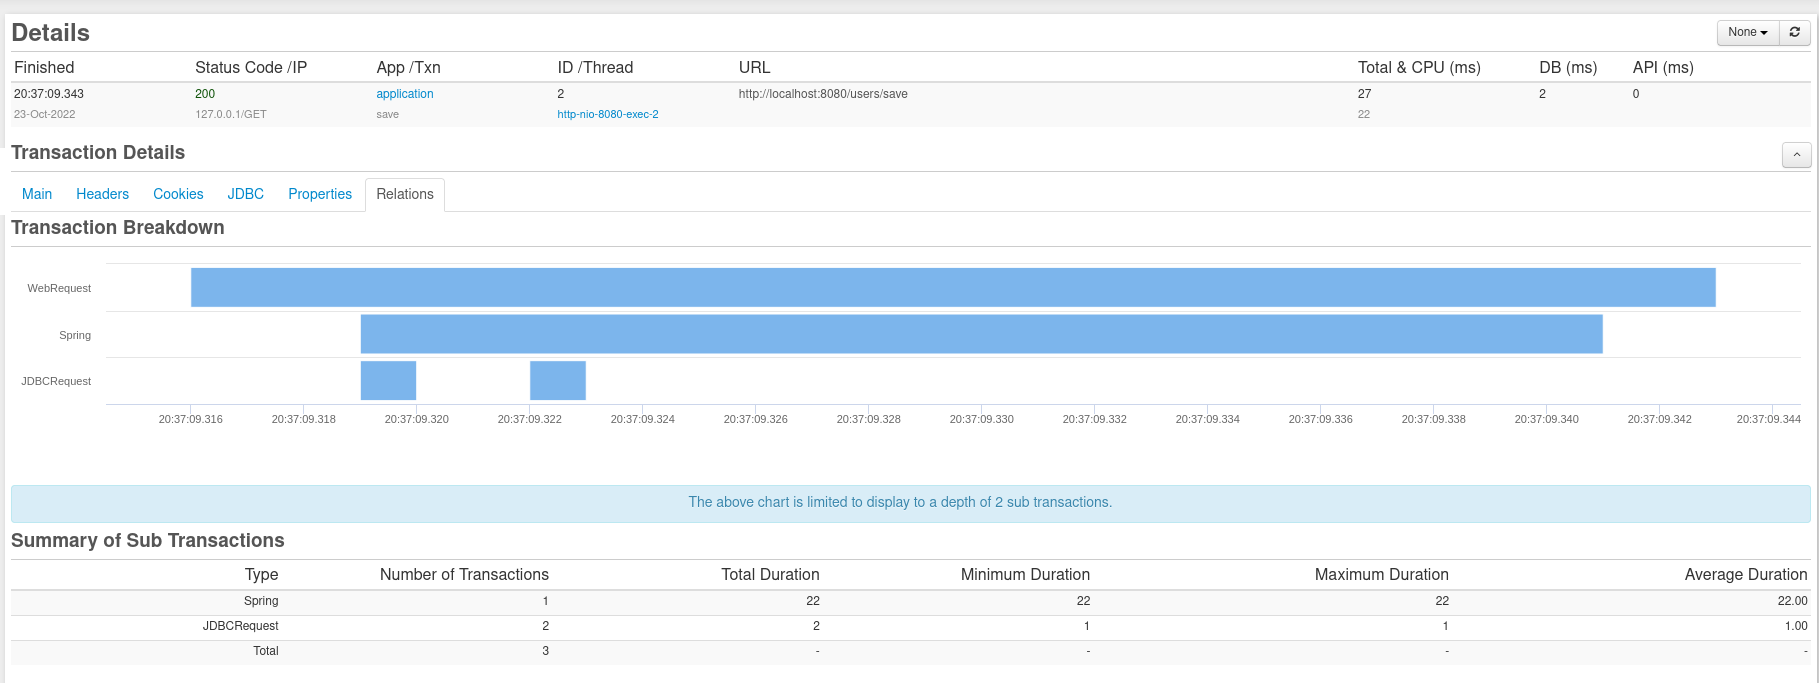 Details
None
Finished Status Code /IP App /Txn ID /Thread URL Total & CPU (ms) DB (ms) API (ms)
20:37:09.343 200 application 2 http://localhost:8080/users/save 27 2 0
23-Oct-2022 127.0.0.1/GET save http-nio-8080-exec-2 22
Transaction Details
Main Headers Cookies JDBC Properties Relations
Transaction Breakdown
WebRequest
Spring
JDBCRequest
20:37:09.316 20:37:09.318 20:37:09.320 20:37:09.322 20:37:09.324 20:37:09.326 20:37:09.328 20:37:09.330 20:37:09.332 20:37:09.334 20:37:09.336 20:37:09.338 20:37:09.340 20:37:09.342 20:37:09.344
The above chart is limited to display to a depth of 2 sub transactions.
Summary of Sub Transactions
Type Number of Transactions Total Duration Minimum Duration Maximum Duration Average Duration
Spring 1 22 22 22 22.00
JDBCRequest 2 2 1 1 1.00
Total 3 - - - -